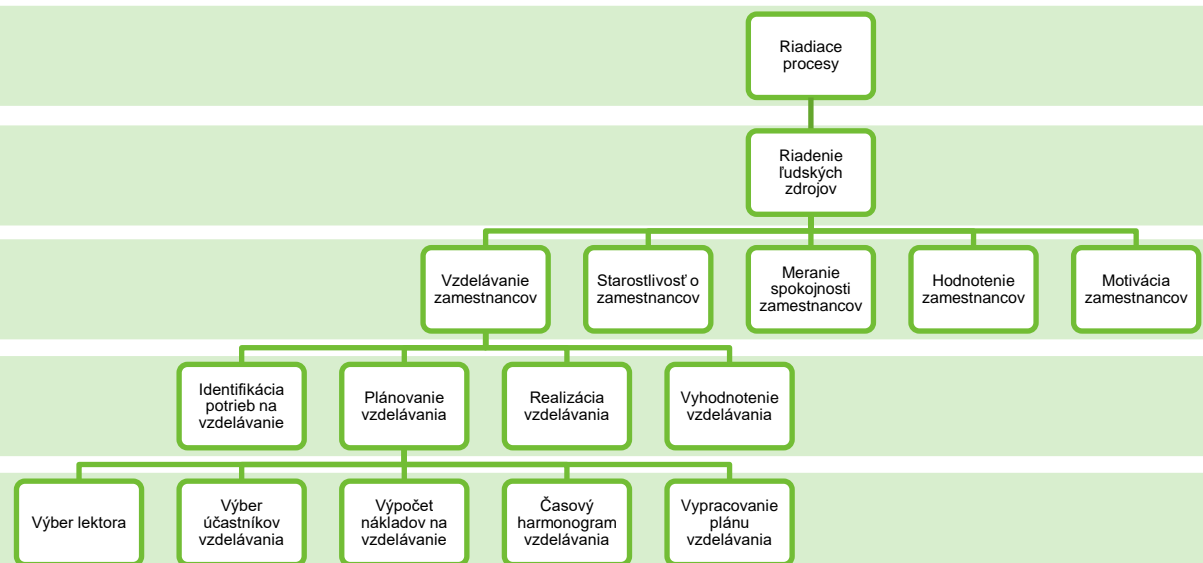 Riadiace
procesy
Riadenie
ľudských
zdrojov
Vzdelávanie
zamestnancov
Starostlivosť o
zamestnancov
Meranie
spokojnosti
zamestnancov
Hodnotenie
zamestnancov
Motivácia
zamestnancov
Identifikácia
potrieb na
vzdelávanie
Plánovanie
vzdelávania
Realizácia
vzdelávania
Vyhodnotenie
vzdelávania
Výber lektora
Výber
účastníkov
vzdelávania
Výpočet
nákladov na
vzdelávanie
Časový
harmonogram
vzdelávania
Vypracovanie
plánu
vzdelávania